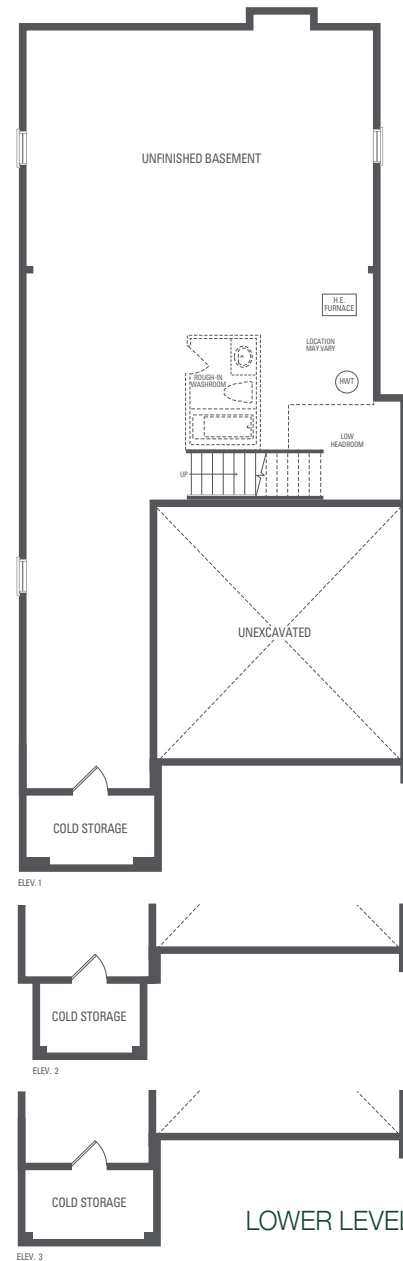 UNFINISHED BASEMENT
H.E.
FURNACE
LOCATION
MAY VARY
ROUGH-IN
WASHROOM
HWT
LOW
HEADROOM
UP
UNEXCAVATED
COLD STORAGE
ELEV. 1
COLD STORAGE
ELEV. 2
COLD STORAGE
LOWER LEVEL
ELEV. 3